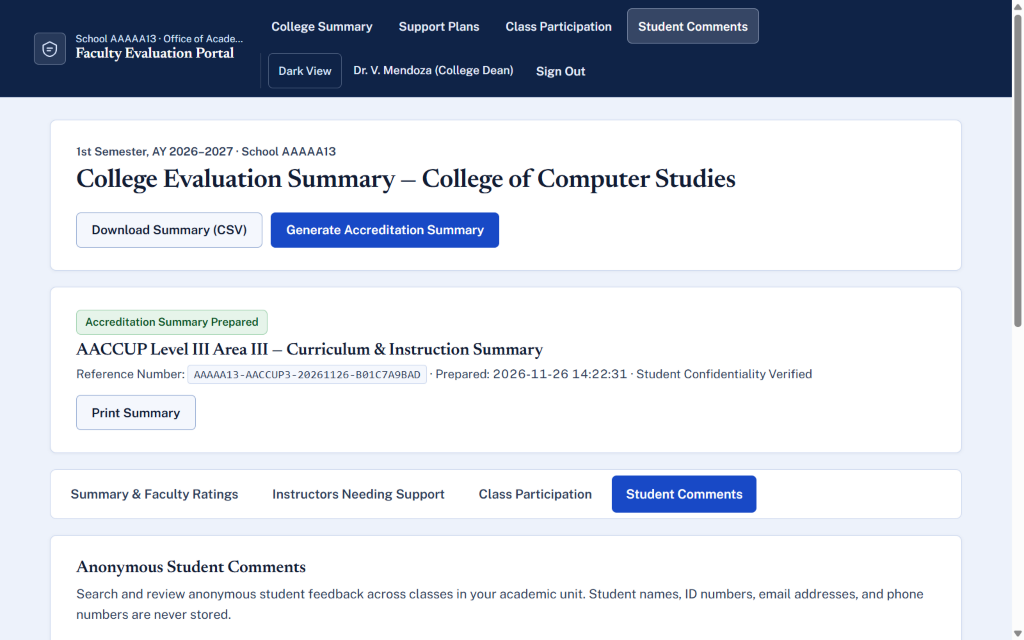 School AAAAA13 · Office of Acade...
Faculty Evaluation Portal
College Summary
Support Plans
Class Participation
Student Comments
Dark View
Dr. V. Mendoza (College Dean)
Sign Out
1st Semester, AY 2026–2027 · School AAAAA13
College Evaluation Summary — College of Computer Studies
Download Summary (CSV)
Generate Accreditation Summary
Accreditation Summary Prepared
AACCUP Level III Area III — Curriculum & Instruction Summary
Reference Number: AAAAA13-AACCUP3-20261126-B01C7A9BAD · Prepared: 2026-11-26 14:22:31 · Student Confidentiality Verified
Print Summary
Summary & Faculty Ratings
Instructors Needing Support
Class Participation
Student Comments
Anonymous Student Comments
Search and review anonymous student feedback across classes in your academic unit. Student names, ID numbers, email addresses, and phone
numbers are never stored.